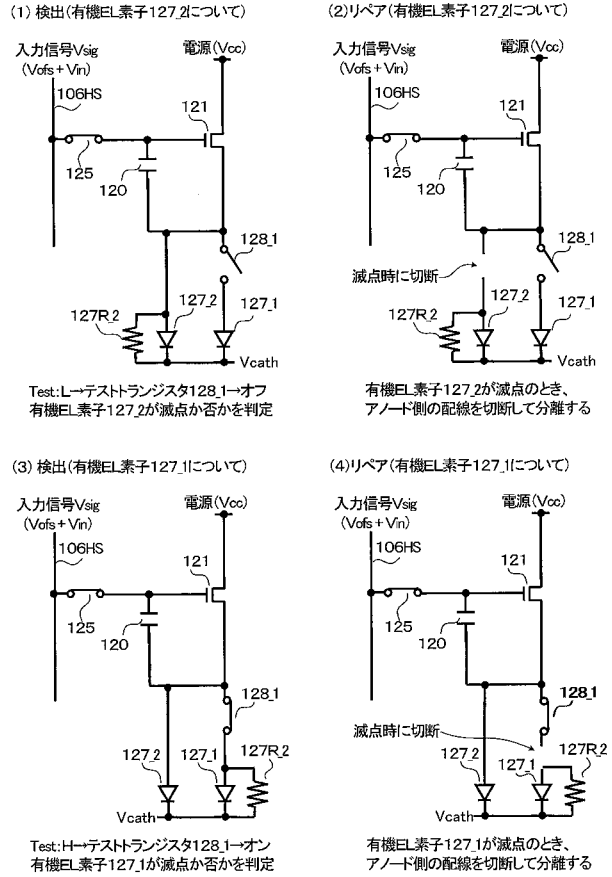 (1) 検出(有機EL素子127_2について)
入力信号Vsig
(Vofs+Vin)
電源(Vcc)
106HS
121
125
120
128_1
127R_2
127_2
127_1
Vcath
Test:L→テストトランジスタ128_1→オフ
有機EL素子127_2が滅点か否かを判定
(2)リペア(有機EL素子127_2について)
入力信号Vsig
(Vofs+Vin)
電源(Vcc)
106HS
121
125
120
128_1
滅点時に切断
127R_2
127_2
127_1
Vcath
有機EL素子127_2が滅点のとき、
アノード側の配線を切断して分離する
(3) 検出(有機EL素子127_1について)
入力信号Vsig
(Vofs+Vin)
電源(Vcc)
106HS
121
125
120
128_1
127_2
127_1
127R_2
Vcath
Test:H→テストトランジスタ128_1→オン
有機EL素子127_1が滅点か否かを判定
(4)リペア(有機EL素子127_1について)
入力信号Vsig
(Vofs+Vin)
電源(Vcc)
106HS
121
125
120
128_1
滅点時に切断
127_2
127_1
127R_2
Vcath
有機EL素子127_1が滅点のとき、
アノード側の配線を切断して分離する